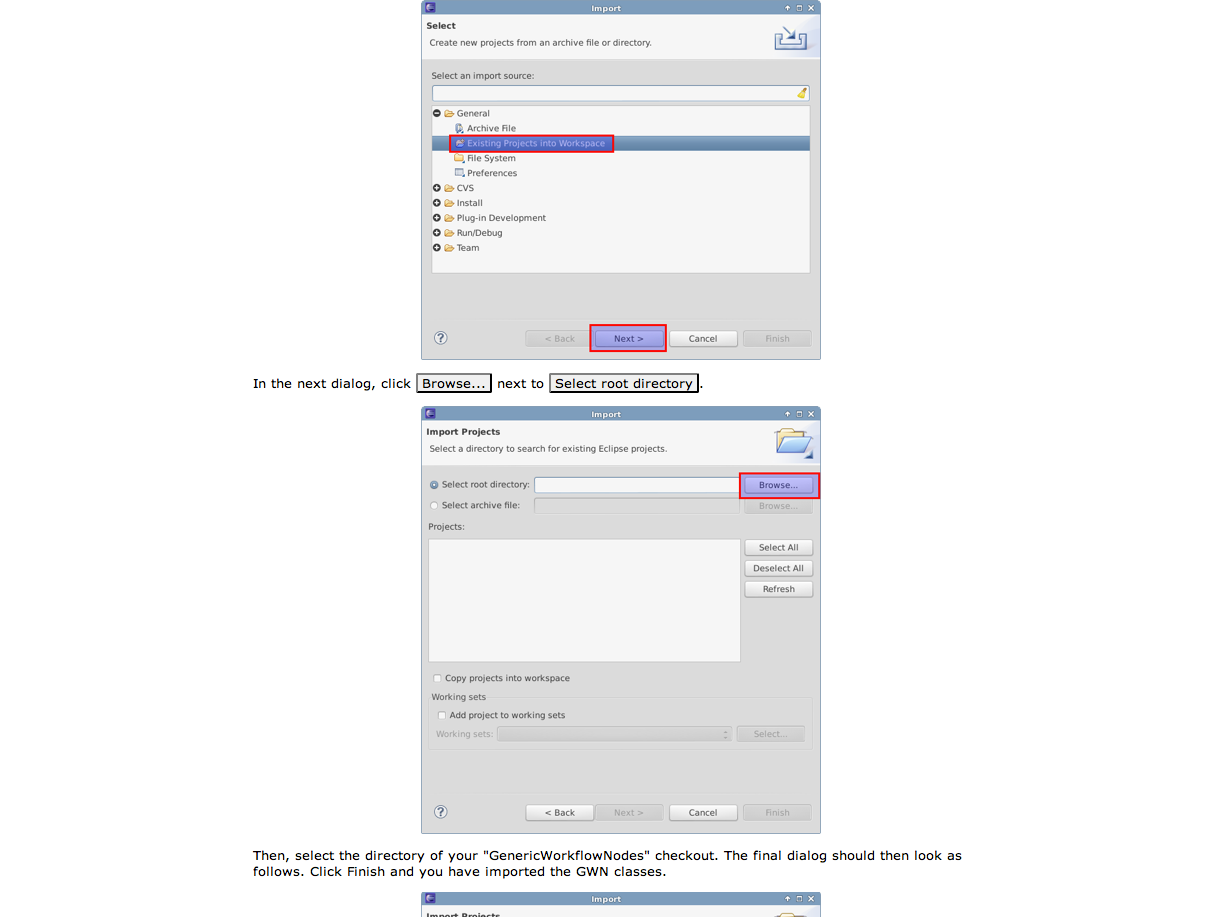 Import
Select
Create new projects from an archive file or directory.
Select an import source:
General
Archive File
Existing Projects into Workspace
File System
Preferences
CVS
Install
Plug-in Development
Run/Debug
Team
? < Back Next > Cancel Finish
In the next dialog, click Browse... next to Select root directory.
Import
Import Projects
Select a directory to search for existing Eclipse projects.
Select root directory: Browse...
Select archive file: Browse...
Projects:
Select All
Deselect All
Refresh
Copy projects into workspace
Working sets
Add project to working sets
Working sets: Select...
? < Back Next > Cancel Finish
Then, select the directory of your "GenericWorkflowNodes" checkout. The final dialog should then look as
follows. Click Finish and you have imported the GWN classes.
Import
Import Projects